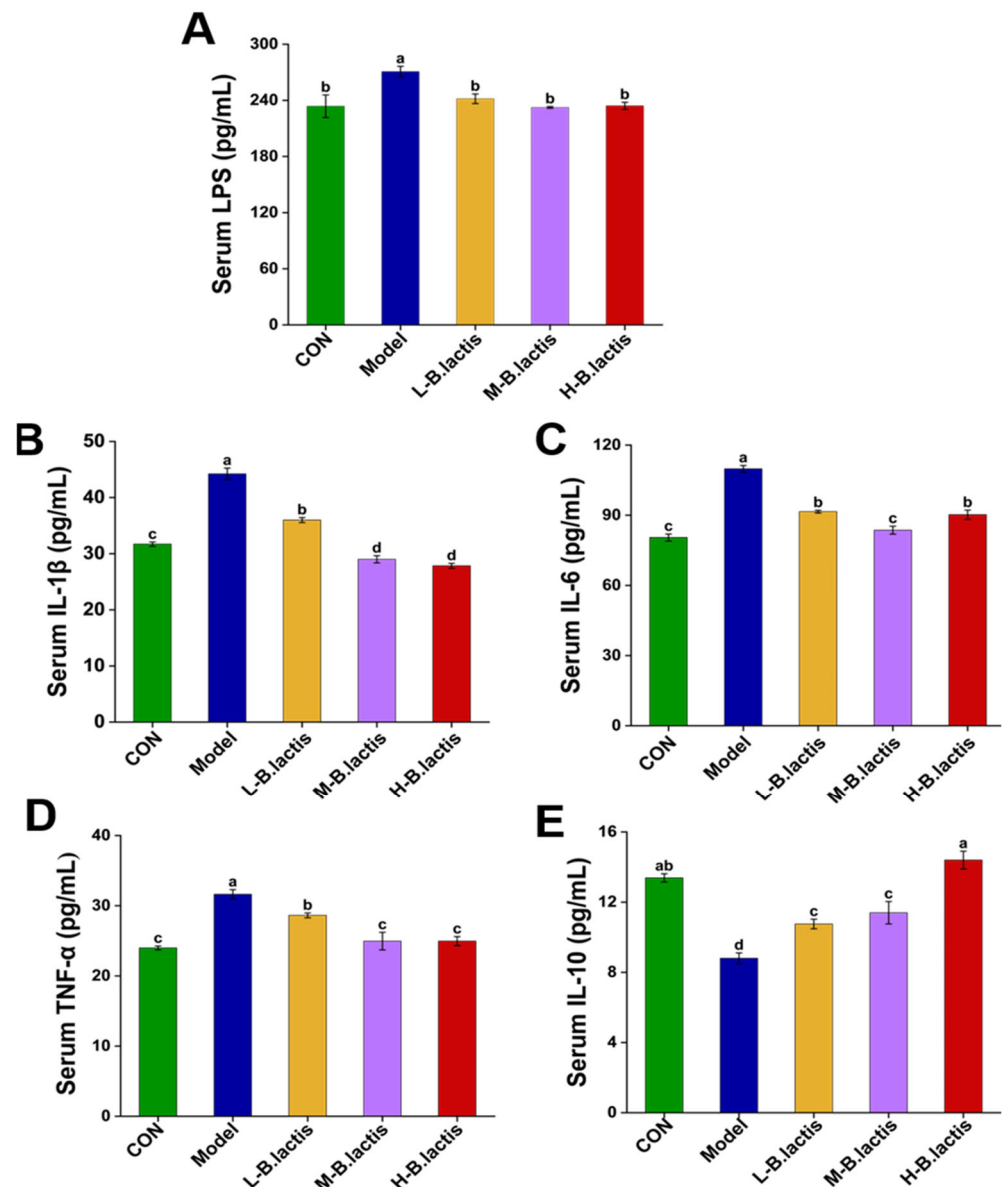 A
Serum LPS (pg/mL)
300
240
180
120
60
0
b
a
b
b
b
CON
Model
L-B.lactis
M-B.lactis
H-B.lactis
B
Serum IL-1β (pg/mL)
50
40
30
20
10
0
c
a
b
d
d
CON
Model
L-B.lactis
M-B.lactis
H-B.lactis
C
Serum IL-6 (pg/mL)
120
90
60
30
0
c
a
b
c
b
CON
Model
L-B.lactis
M-B.lactis
H-B.lactis
D
Serum TNF-α (pg/mL)
40
30
20
10
0
c
a
b
c
c
CON
Model
L-B.lactis
M-B.lactis
H-B.lactis
E
Serum IL-10 (pg/mL)
16
12
8
4
0
ab
d
c
c
a
CON
Model
L-B.lactis
M-B.lactis
H-B.lactis